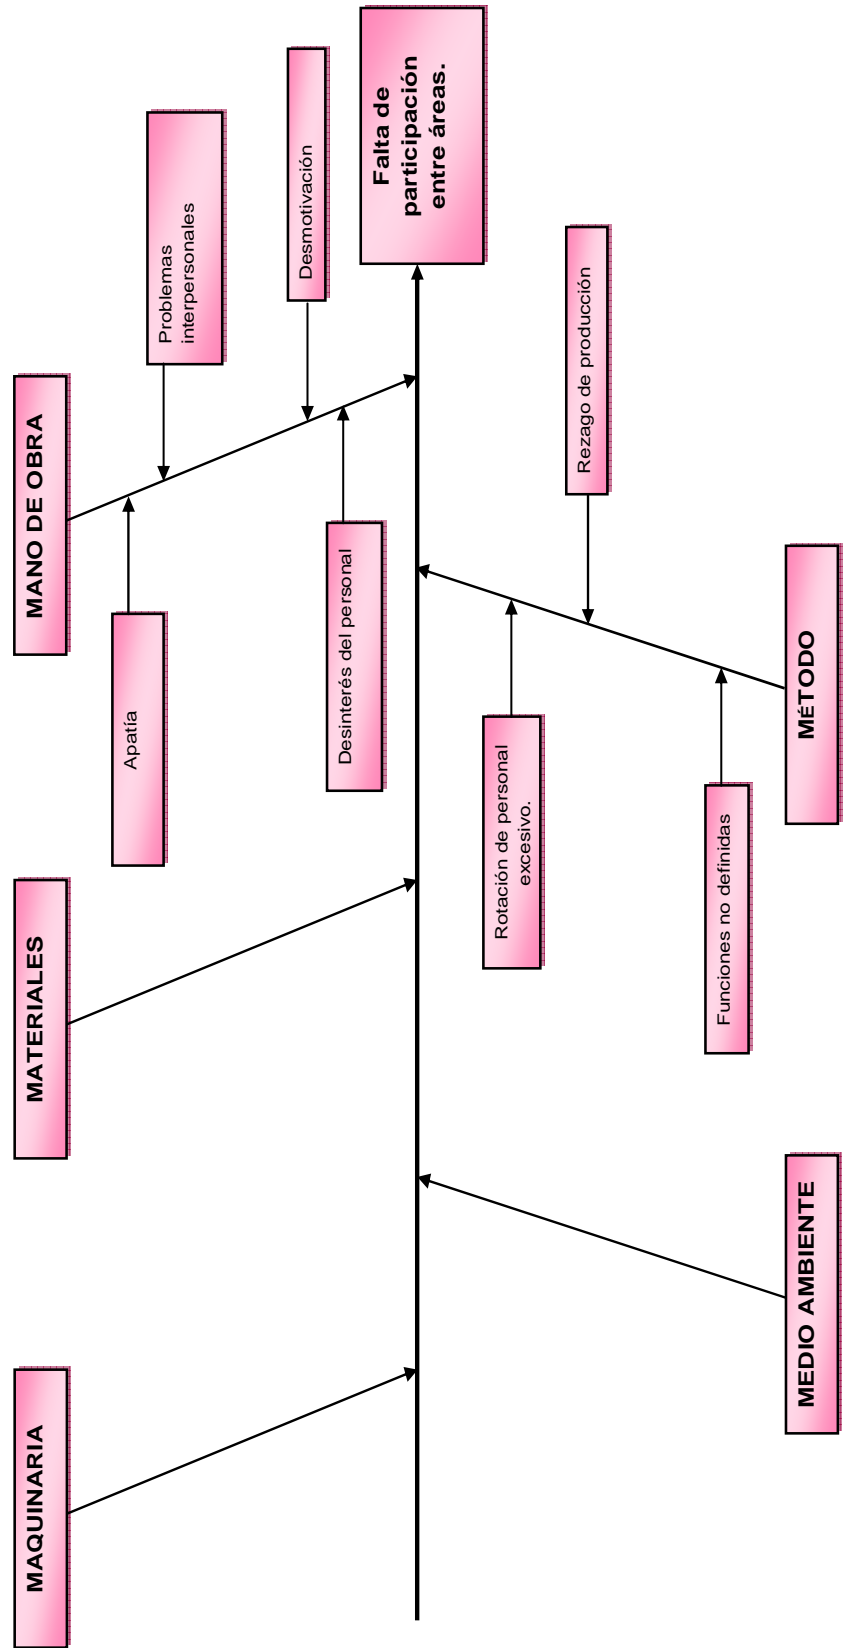 MAQUINARIA
MATERIALES
MANO DE OBRA
Apatía
Problemas
interpersonales
Desmotivación
Desinterés del personal
Falta de
participación
entre áreas.
Rotación de personal
excesivo.
Rezago de producción
Funciones no definidas
MEDIO AMBIENTE
MÉTODO